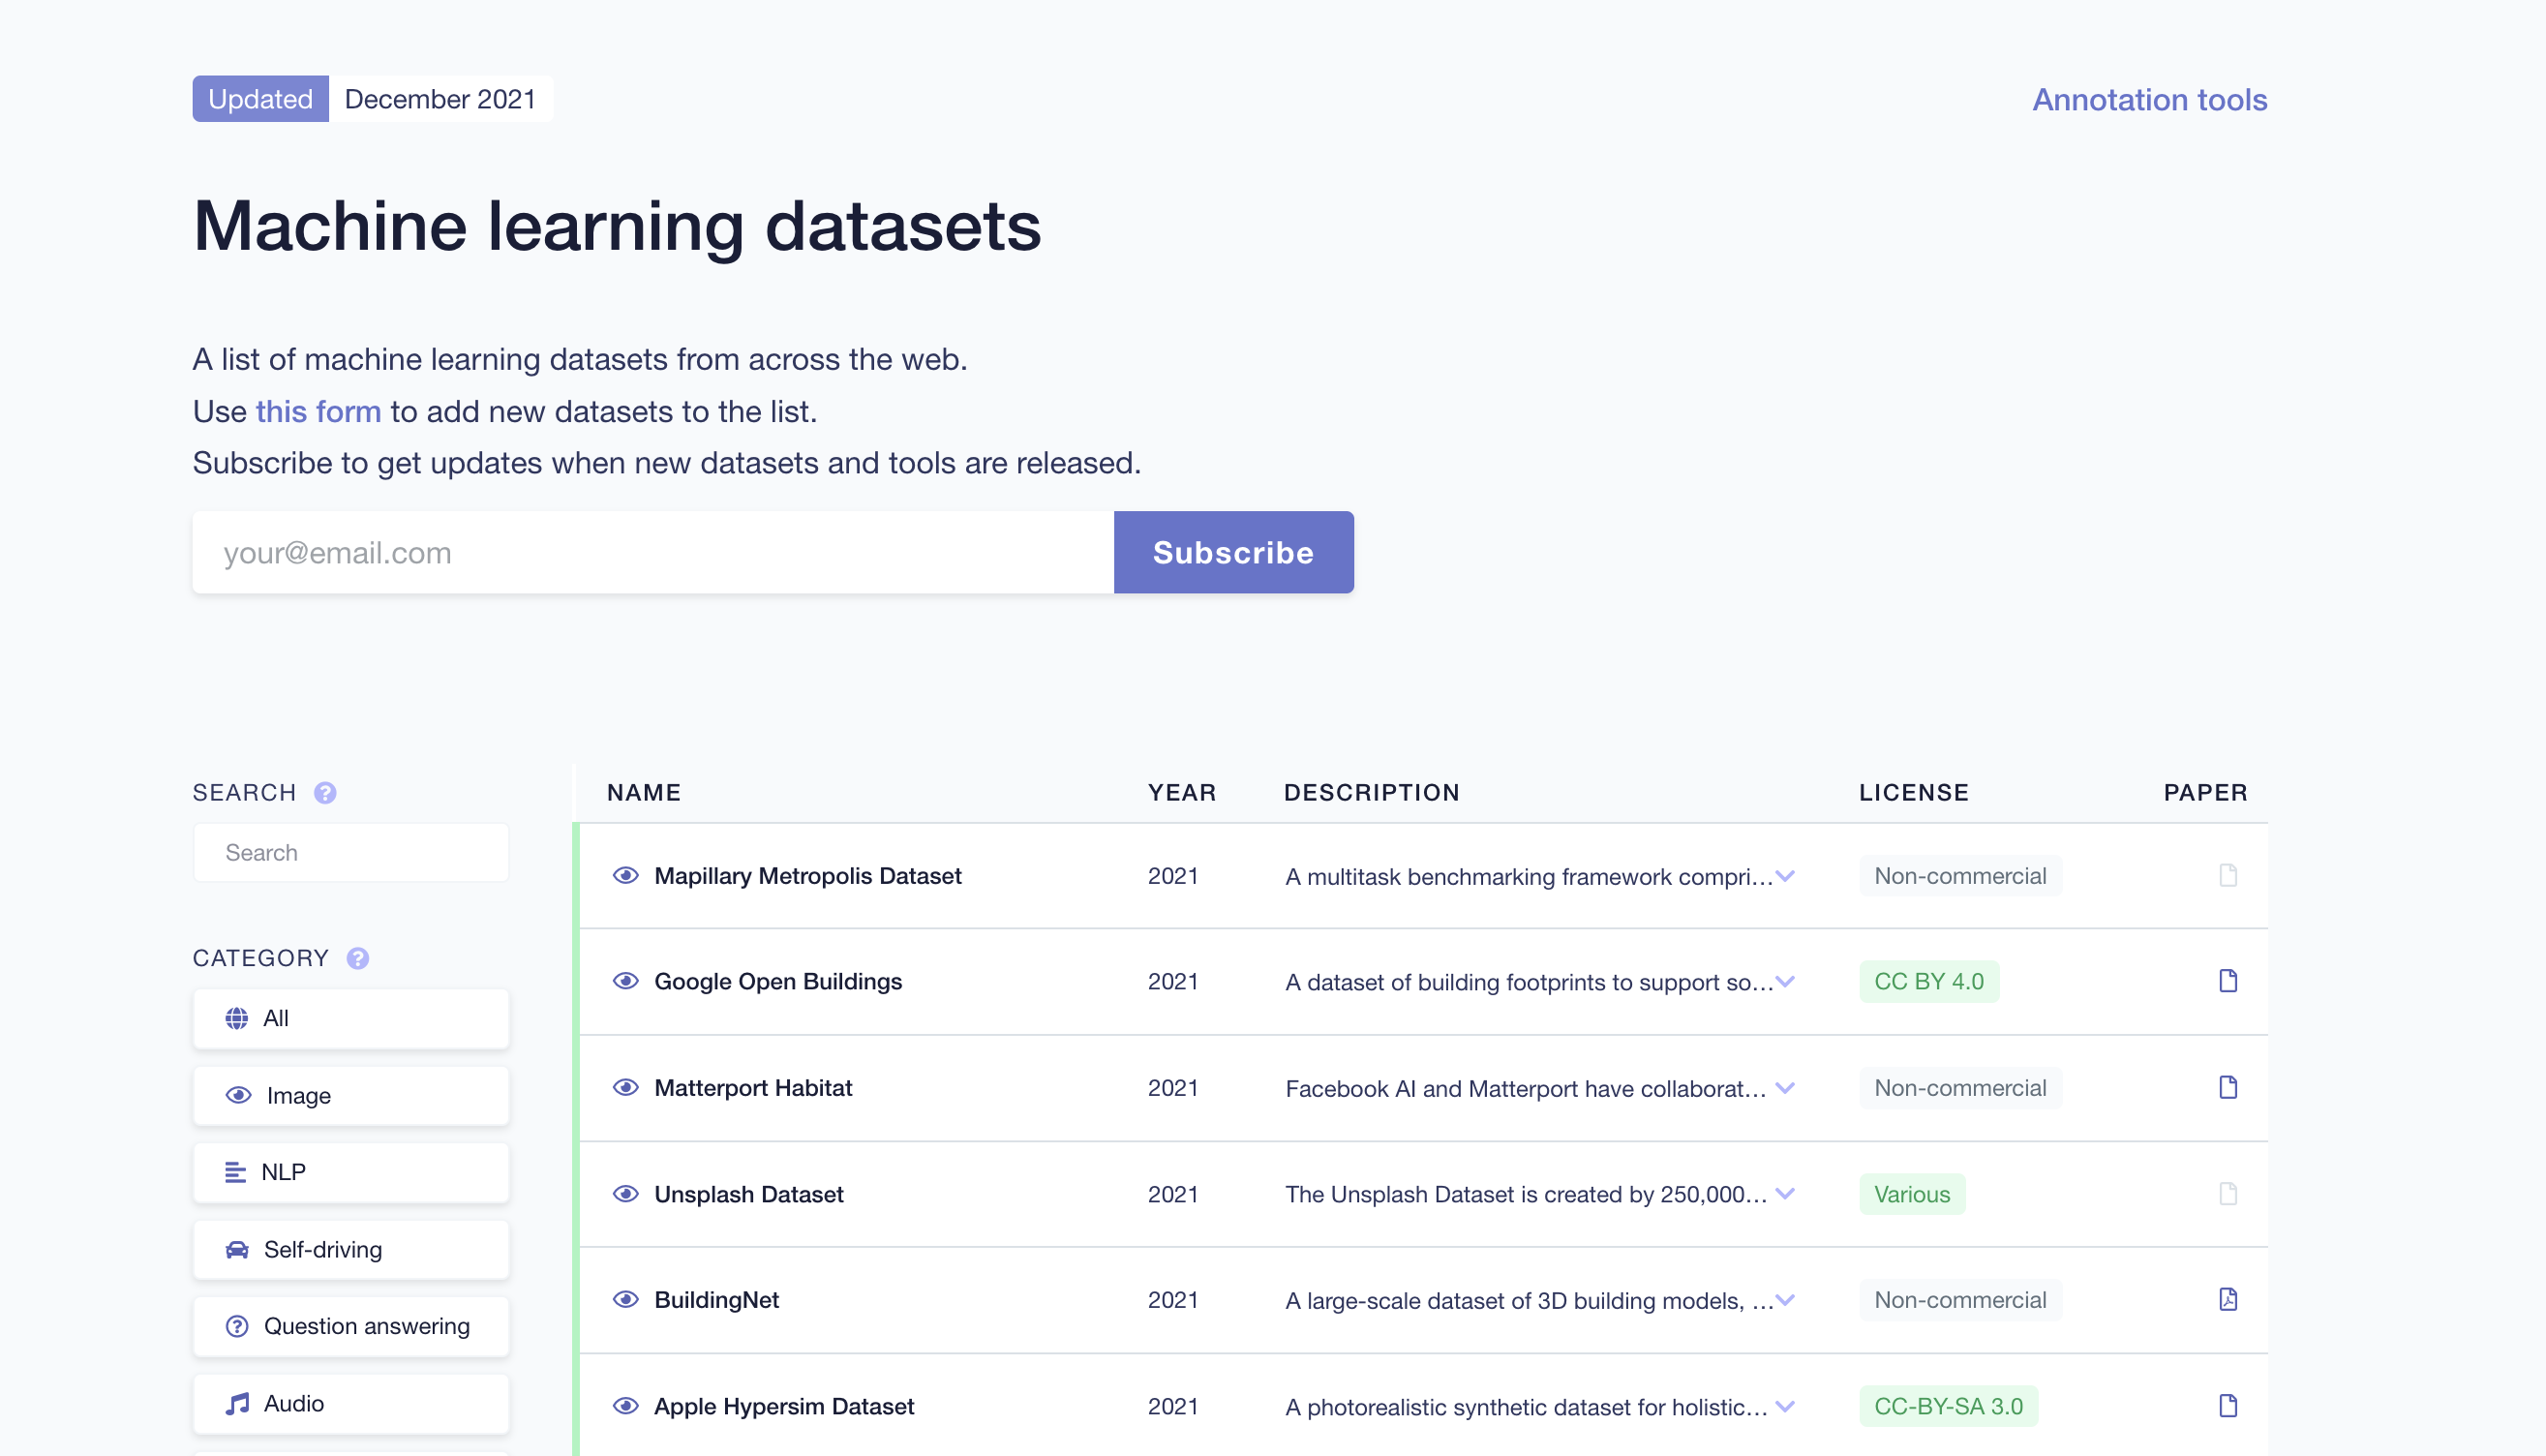 Updated December 2021
Annotation tools
Machine learning datasets
A list of machine learning datasets from across the web.
Use this form to add new datasets to the list.
Subscribe to get updates when new datasets and tools are released.
your@email.com
Subscribe
SEARCH ?
Search
CATEGORY ?
All
Image
NLP
Self-driving
Question answering
Audio
NAME YEAR DESCRIPTION LICENSE PAPER
Mapillary Metropolis Dataset 2021 A multitask benchmarking framework compri... Non-commercial
Google Open Buildings 2021 A dataset of building footprints to support so... CC BY 4.0
Matterport Habitat 2021 Facebook AI and Matterport have collaborat... Non-commercial
Unsplash Dataset 2021 The Unsplash Dataset is created by 250,000... Various
BuildingNet 2021 A large-scale dataset of 3D building models, ... Non-commercial
Apple Hypersim Dataset 2021 A photorealistic synthetic dataset for holistic... CC-BY-SA 3.0